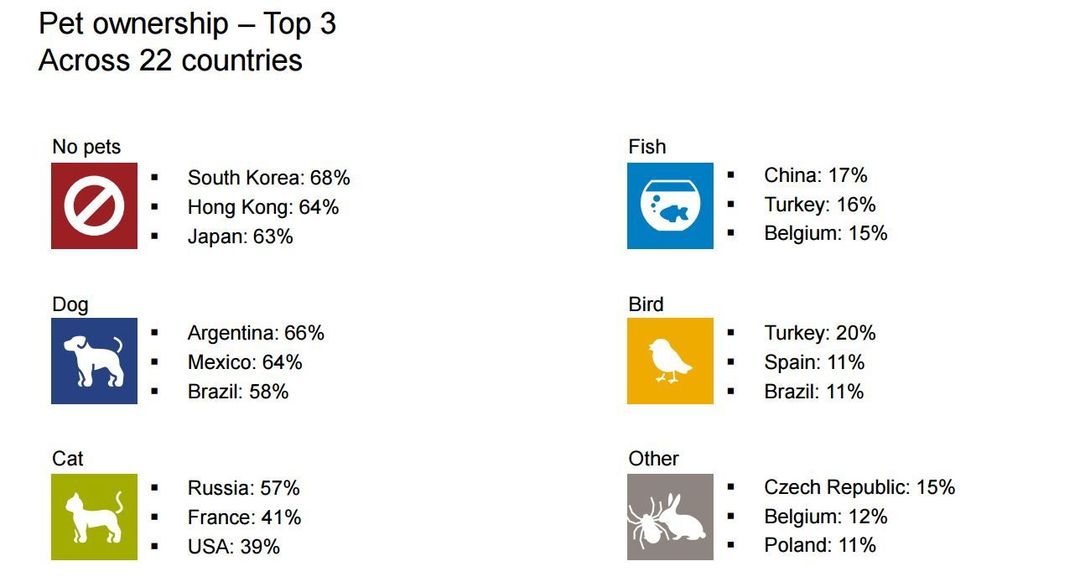 Pet ownership – Top 3
Across 22 countries
No pets
▪ South Korea: 68%
▪ Hong Kong: 64%
▪ Japan: 63%
Dog
▪ Argentina: 66%
▪ Mexico: 64%
▪ Brazil: 58%
Cat
▪ Russia: 57%
▪ France: 41%
▪ USA: 39%
Fish
▪ China: 17%
▪ Turkey: 16%
▪ Belgium: 15%
Bird
▪ Turkey: 20%
▪ Spain: 11%
▪ Brazil: 11%
Other
▪ Czech Republic: 15%
▪ Belgium: 12%
▪ Poland: 11%